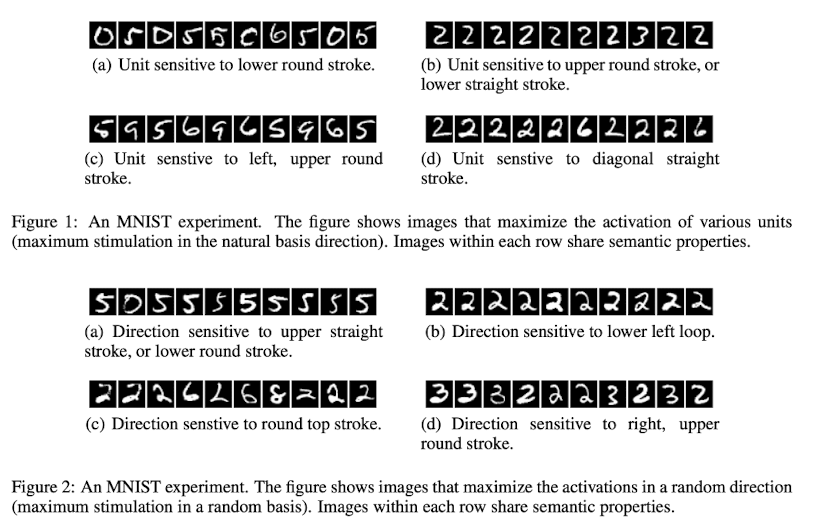 (a) Unit sensitive to lower round stroke.
(b) Unit sensitive to upper round stroke, or
lower straight stroke.
(c) Unit senstive to left, upper round
stroke.
(d) Unit senstive to diagonal straight
stroke.
Figure 1: An MNIST experiment. The figure shows images that maximize the activation of various units
(maximum stimulation in the natural basis direction). Images within each row share semantic properties.
(a) Direction sensitive to upper straight
stroke, or lower round stroke.
(b) Direction sensitive to lower left loop.
(c) Direction senstive to round top stroke.
(d) Direction sensitive to right, upper
round stroke.
Figure 2: An MNIST experiment. The figure shows images that maximize the activations in a random direction
(maximum stimulation in a random basis). Images within each row share semantic properties.